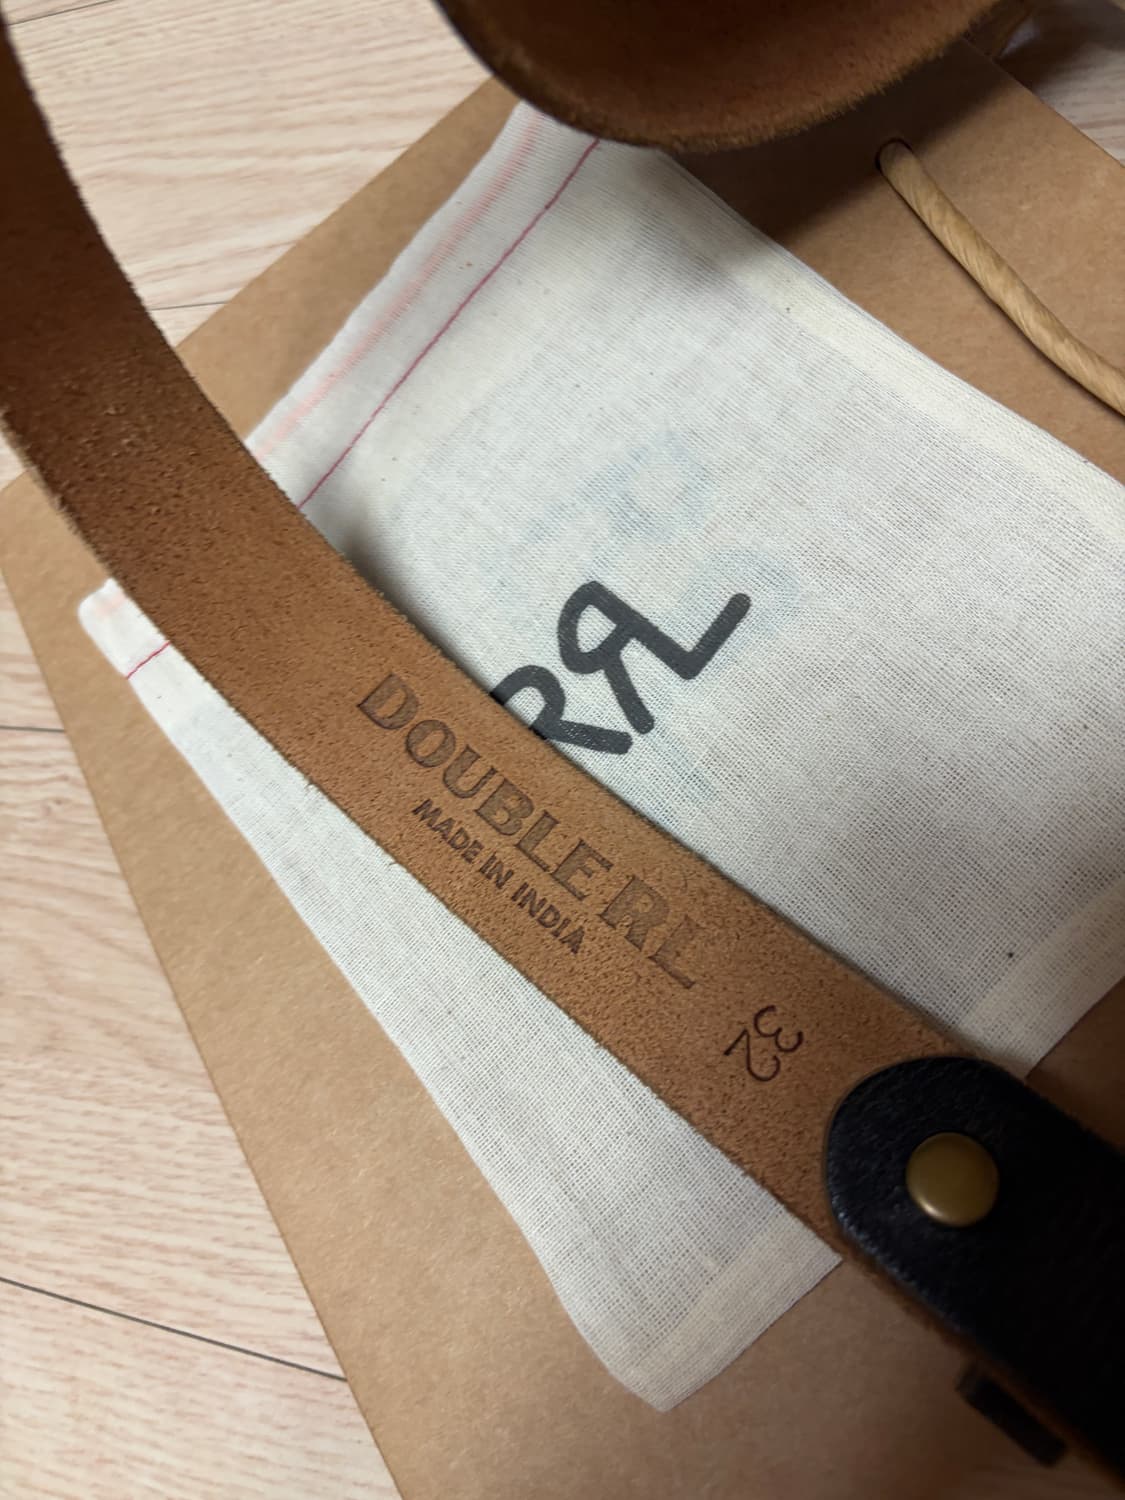 RRL
DOUBLE RL
MADE IN INDIA
32